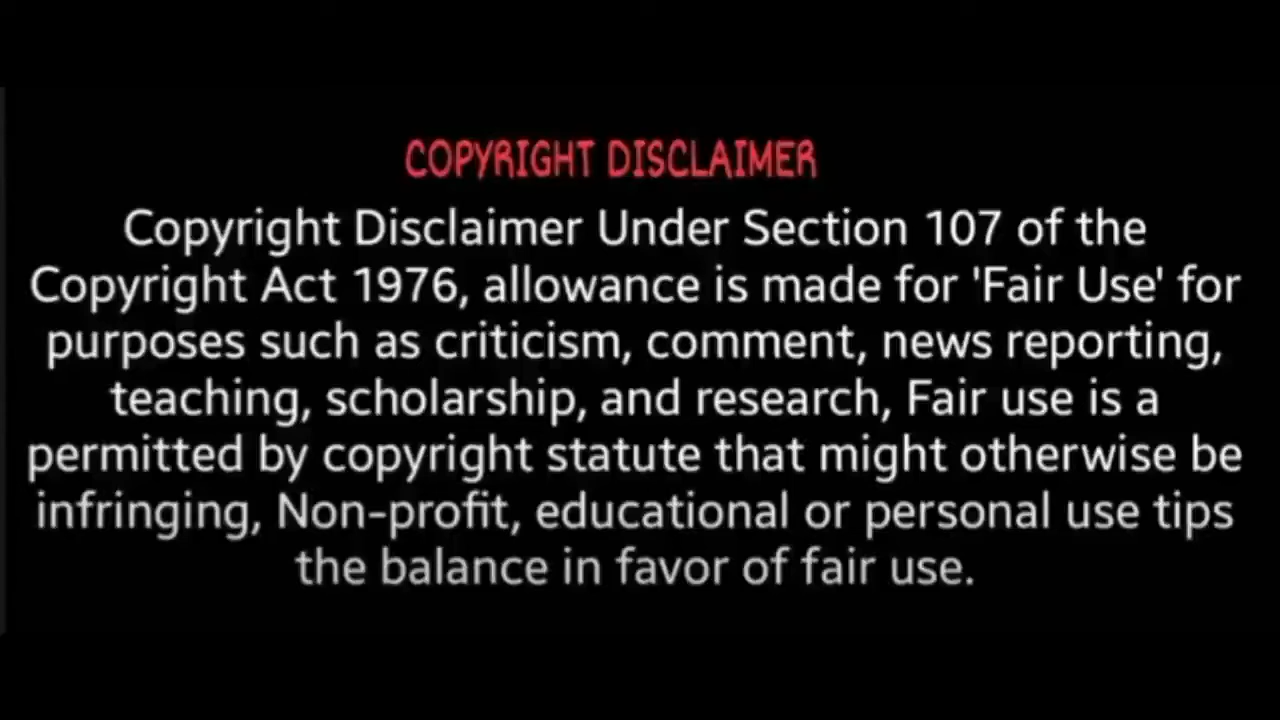 COPYRIGHT DISCLAIMER
Copyright Disclaimer Under Section 107 of the
Copyright Act 1976, allowance is made for 'Fair Use' for
purposes such as criticism, comment, news reporting,
teaching, scholarship, and research, Fair use is a
permitted by copyright statute that might otherwise be
infringing, Non-profit, educational or personal use tips
the balance in favor of fair use.